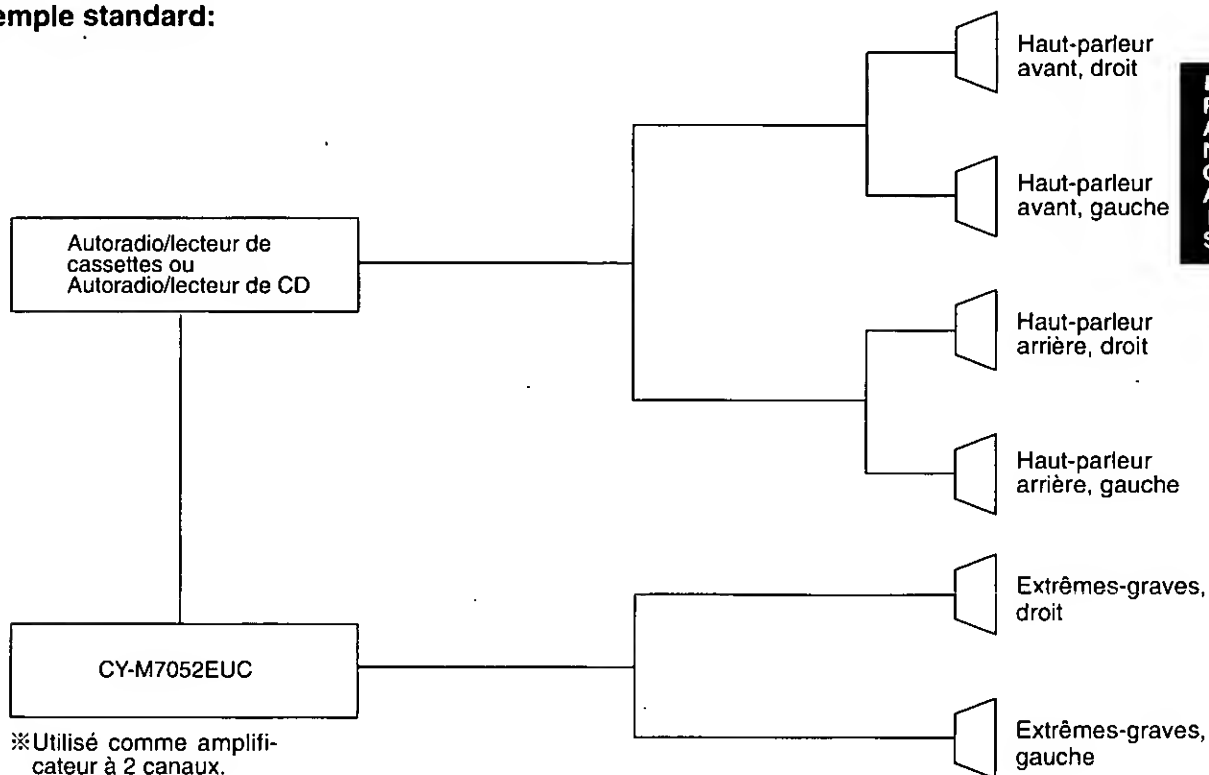 emple standard:
Haut-parleur
avant, droit
Haut-parleur
avant, gauche
Autoradio/lecteur de
cassettes ou
Autoradio/lecteur de CD
Haut-parleur
arrière, droit
Haut-parleur
arrière, gauche
Extrêmes-graves,
droit
CY-M7052EUC
Extrêmes-graves,
gauche
※Utilisé comme amplifi-
cateur à 2 canaux.